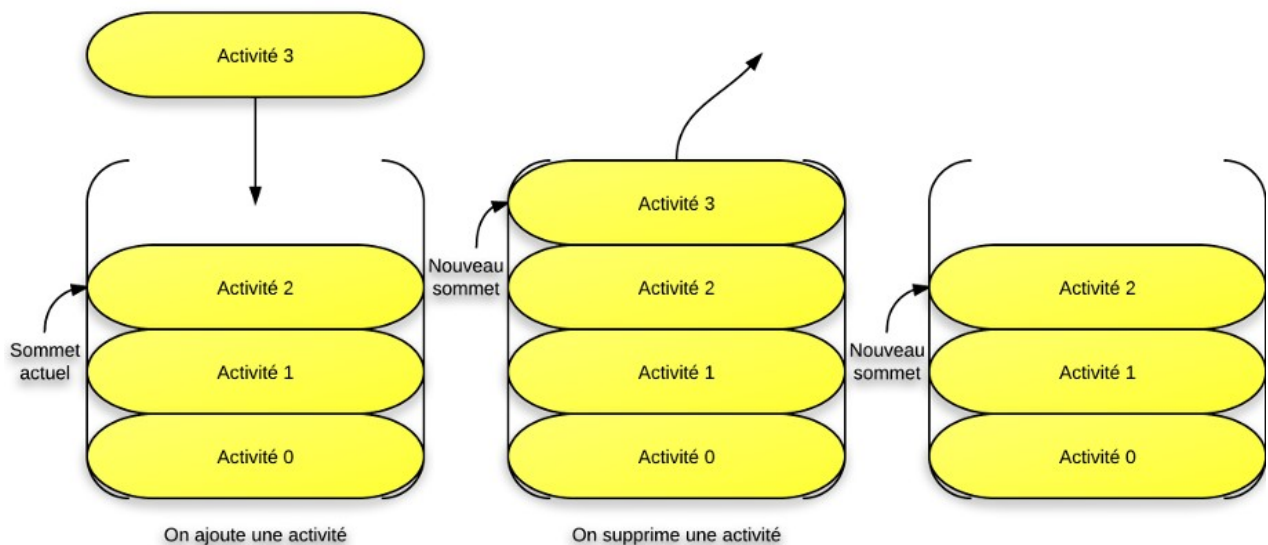 Activité 3
Activité 2
Sommet
actuel
Activité 1
Activité 0
On ajoute une activité
Activité 3
Nouveau
sommet
Activité 2
Activité 1
Activité 0
On supprime une activité
Activité 2
Nouveau
sommet
Activité 1
Activité 0